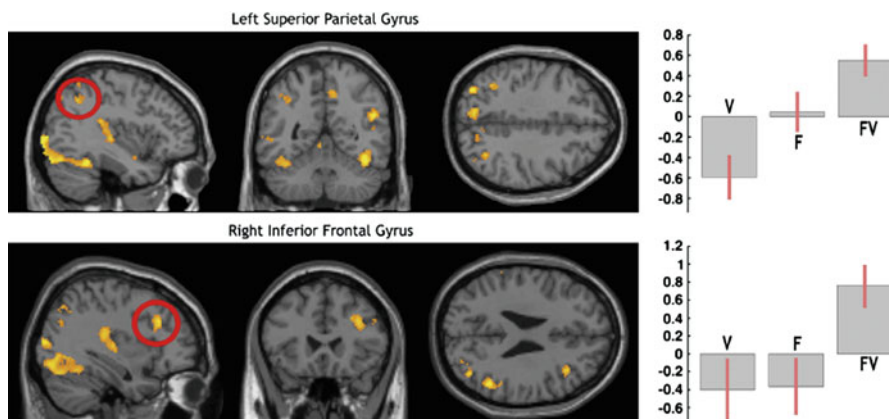 Left Superior Parietal Gyrus
0.8
0.6
0.4
0.2
0
-0.2
-0.4
-0.6
-0.8
V
F
FV
Right Inferior Frontal Gyrus
1.2
1
0.8
0.6
0.4
0.2
0
-0.2
-0.4
-0.6
V
F
FV